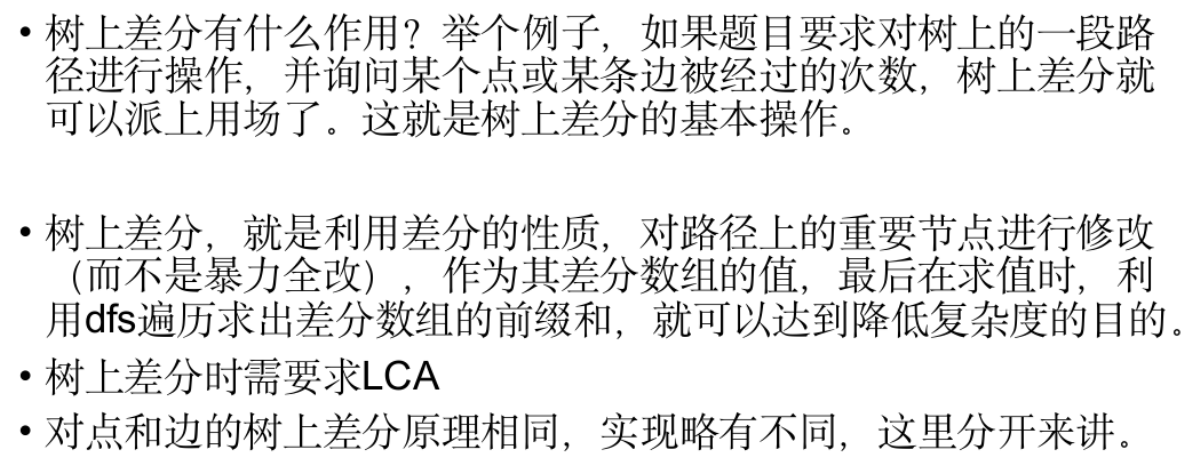 • 树上差分有什么作用？举个例子，如果题目要求对树上的一段路
径进行操作，并询问某个点或某条边被经过的次数，树上差分就
可以派上用场了。这就是树上差分的基本操作。
• 树上差分，就是利用差分的性质，对路径上的重要节点进行修改
（而不是暴力全改），作为其差分数组的值，最后在求值时，利
用dfs遍历求出差分数组的前缀和，就可以达到降低复杂度的目的。
• 树上差分时需要求LCA
• 对点和边的树上差分原理相同，实现略有不同，这里分开来讲。